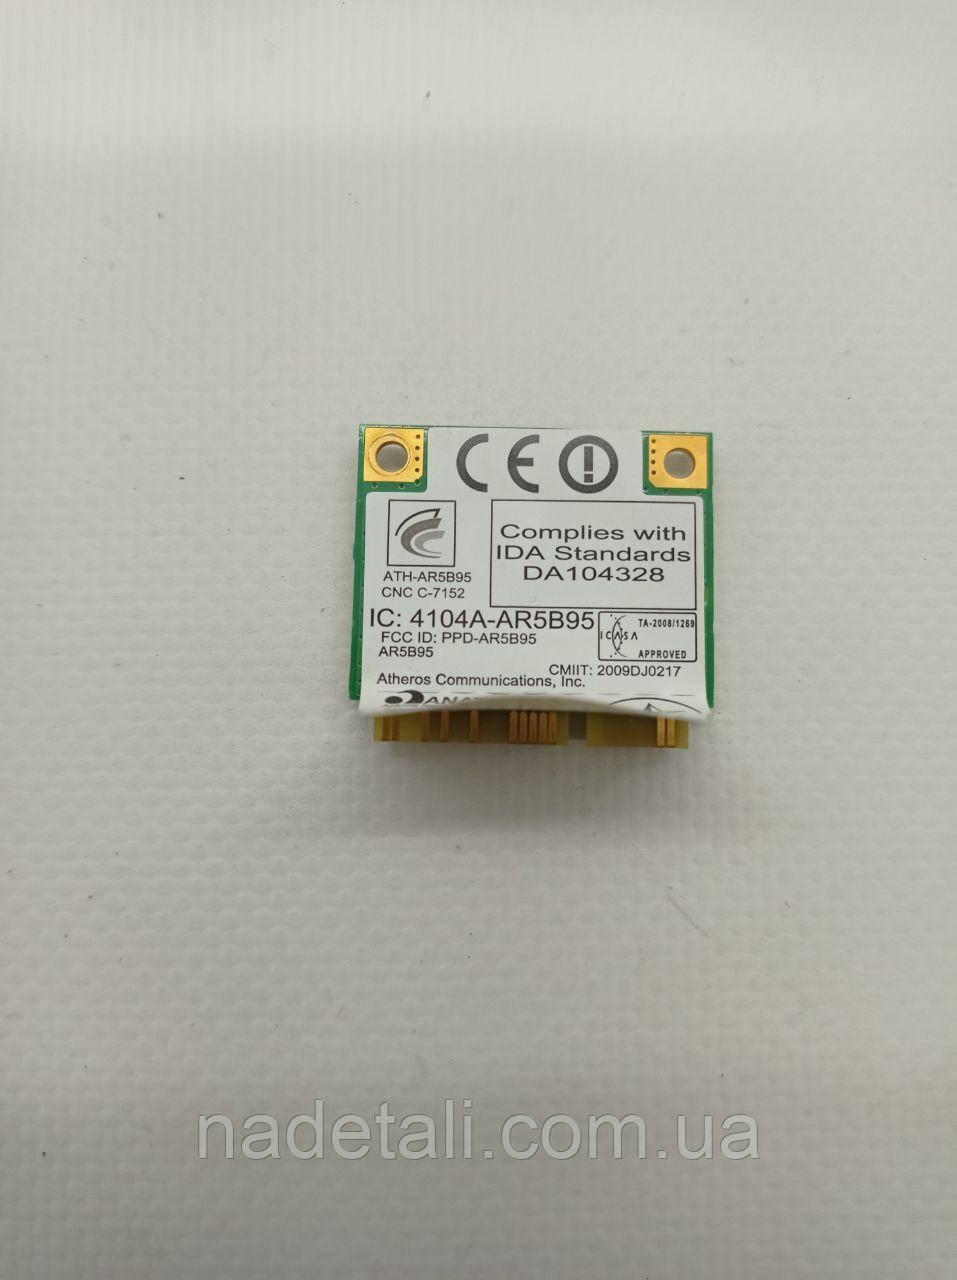 CE
Complies with
IDA Standards
DA104328
ATH-AR5B95
CNC C-7152
IC: 4104A-AR5B95
FCC ID: PPD-AR5B95
AR5B95
TA-2008/1269
ICASA
APPROVED
CMIIT: 2009DJ0217
Atheros Communications, Inc.
nadetali.com.ua